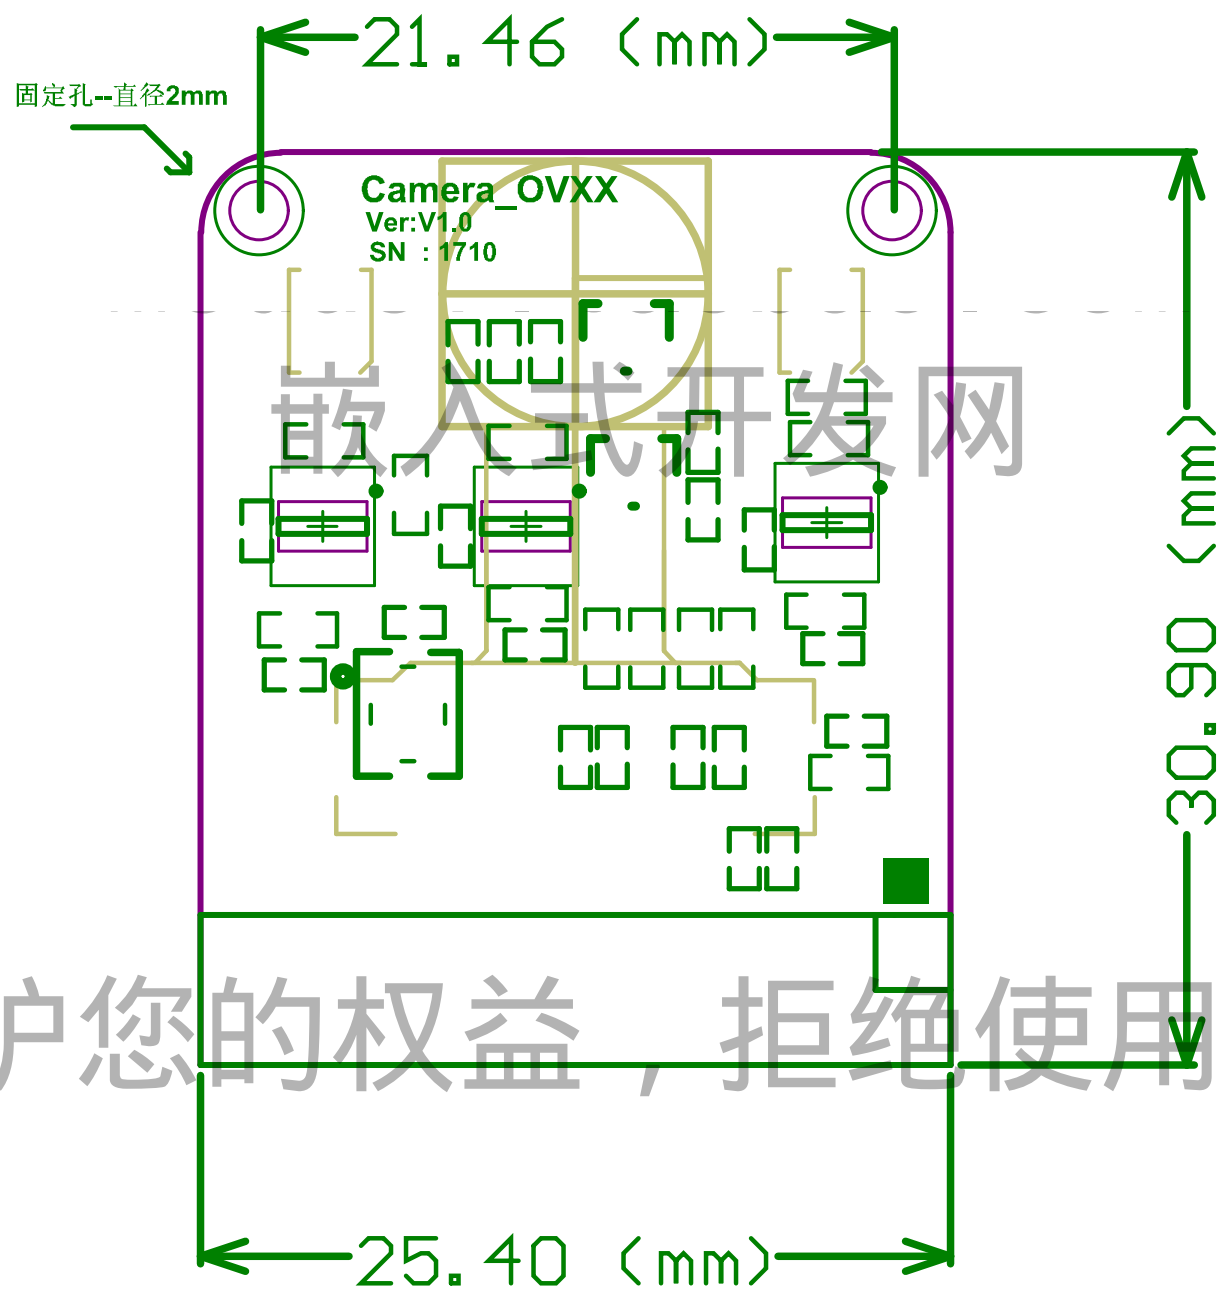 21.46 (mm)
固定孔--直径2mm
Camera_OVXX
Ver:V1.0
SN : 1710
嵌入式开发网
30.90 (mm)
护您的权益，拒绝使用
25.40 (mm)